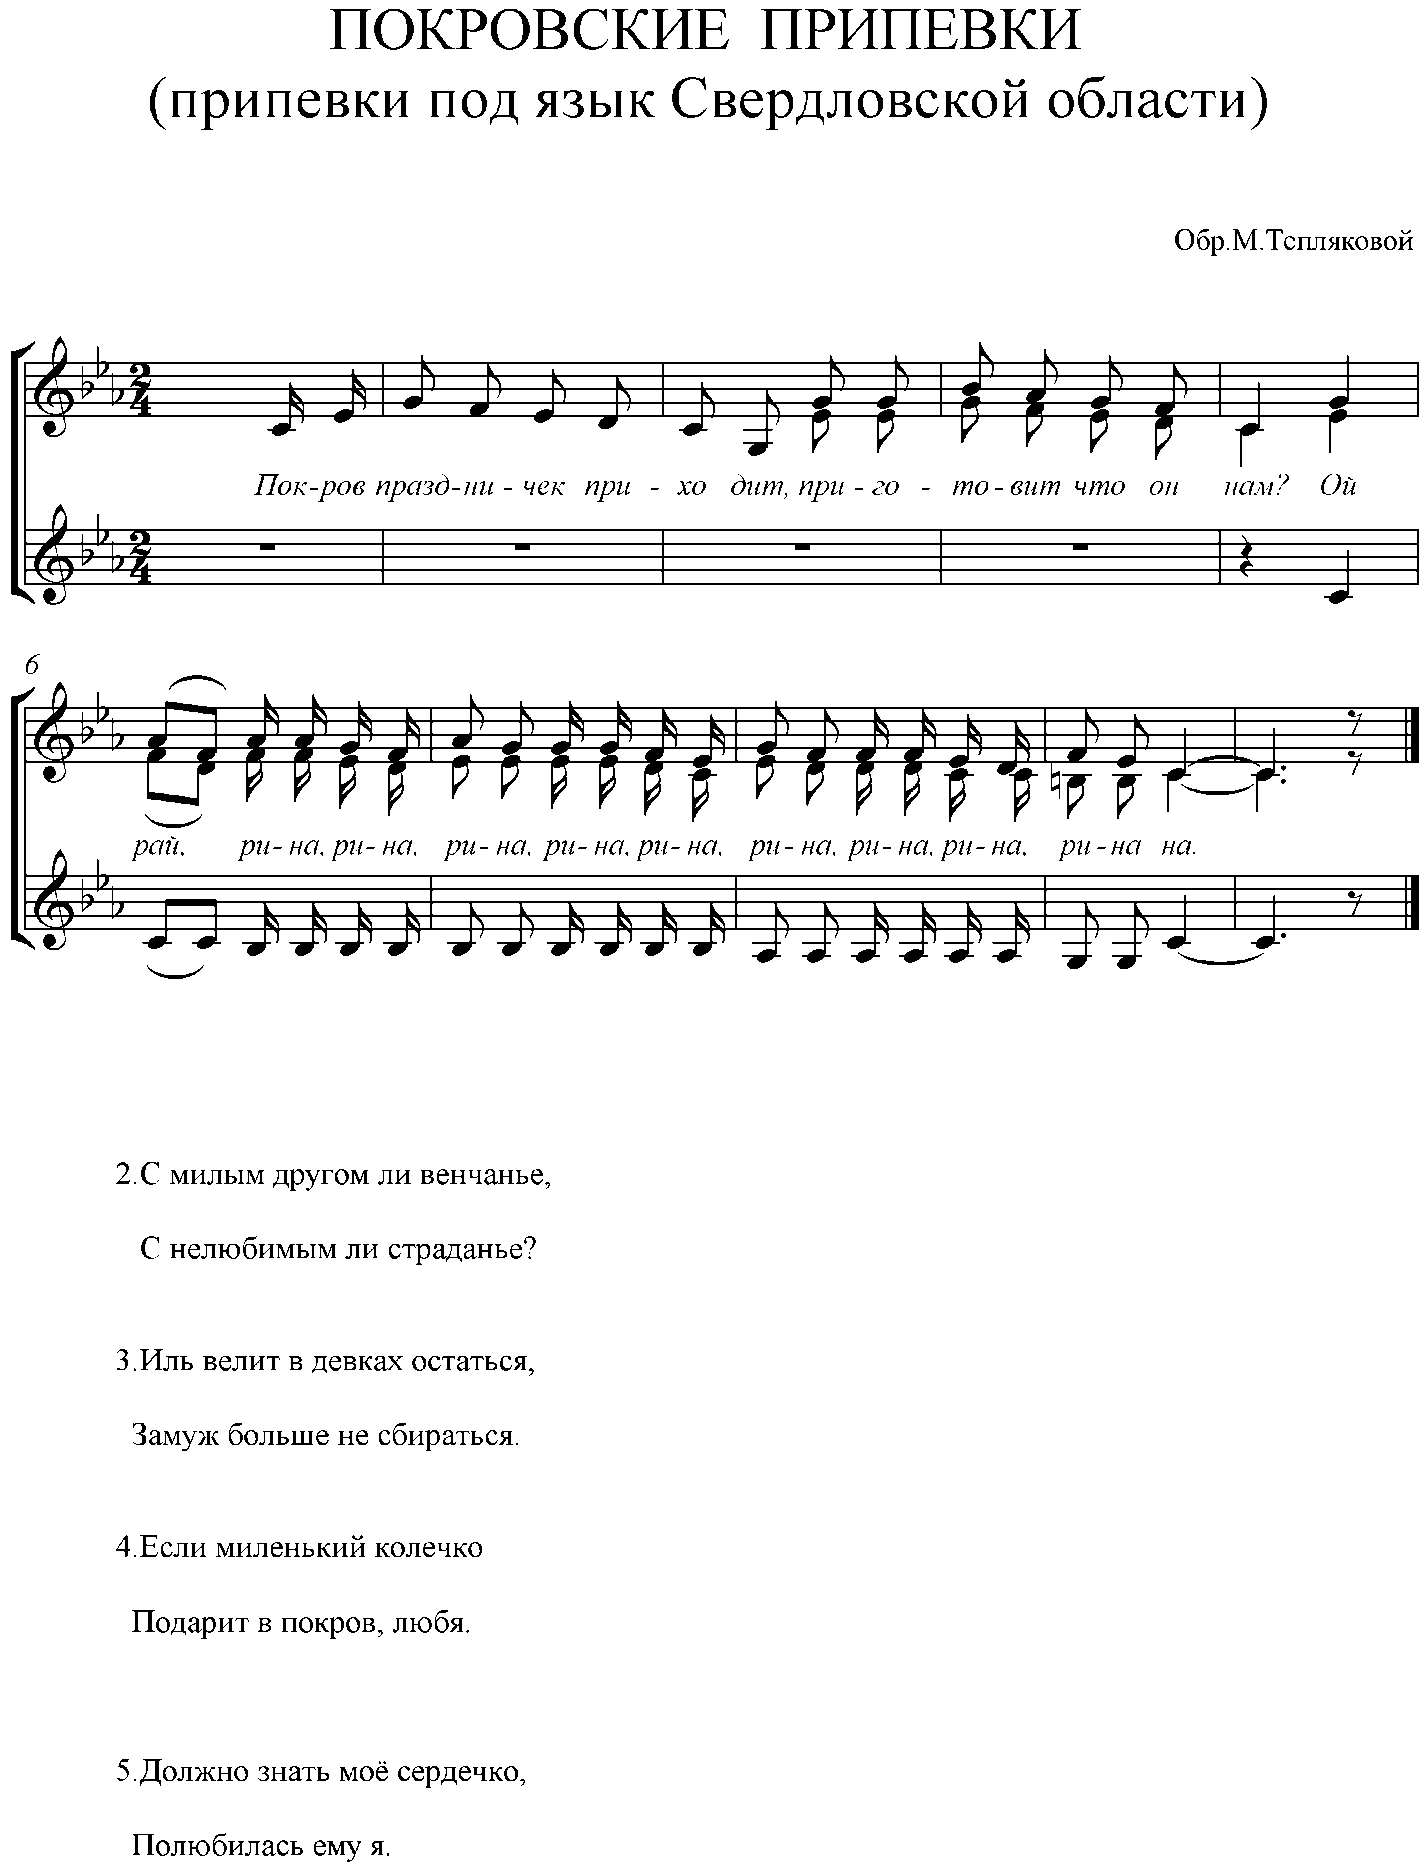 ПОКРОВСКИЕ ПРИПЕВКИ
(припевки под язык Свердловской области)
Обр.М.Тепляковой
Пок-ров празд-ни-чек при-хо дит, при-го-то-вит что он нам? Ой
6
рай, ри-на, ри-на, ри-на, ри-на, ри-на, ри-на, ри-на, ри-на, ри-на на.
2.С милым другом ли венчанье,
С нелюбимым ли страданье?
3.Иль велит в девках остаться,
Замуж больше не сбираться.
4.Если миленький колечко
Подарит в покров, любя.
5.Должно знать моё сердечко,
Полюбилась ему я.